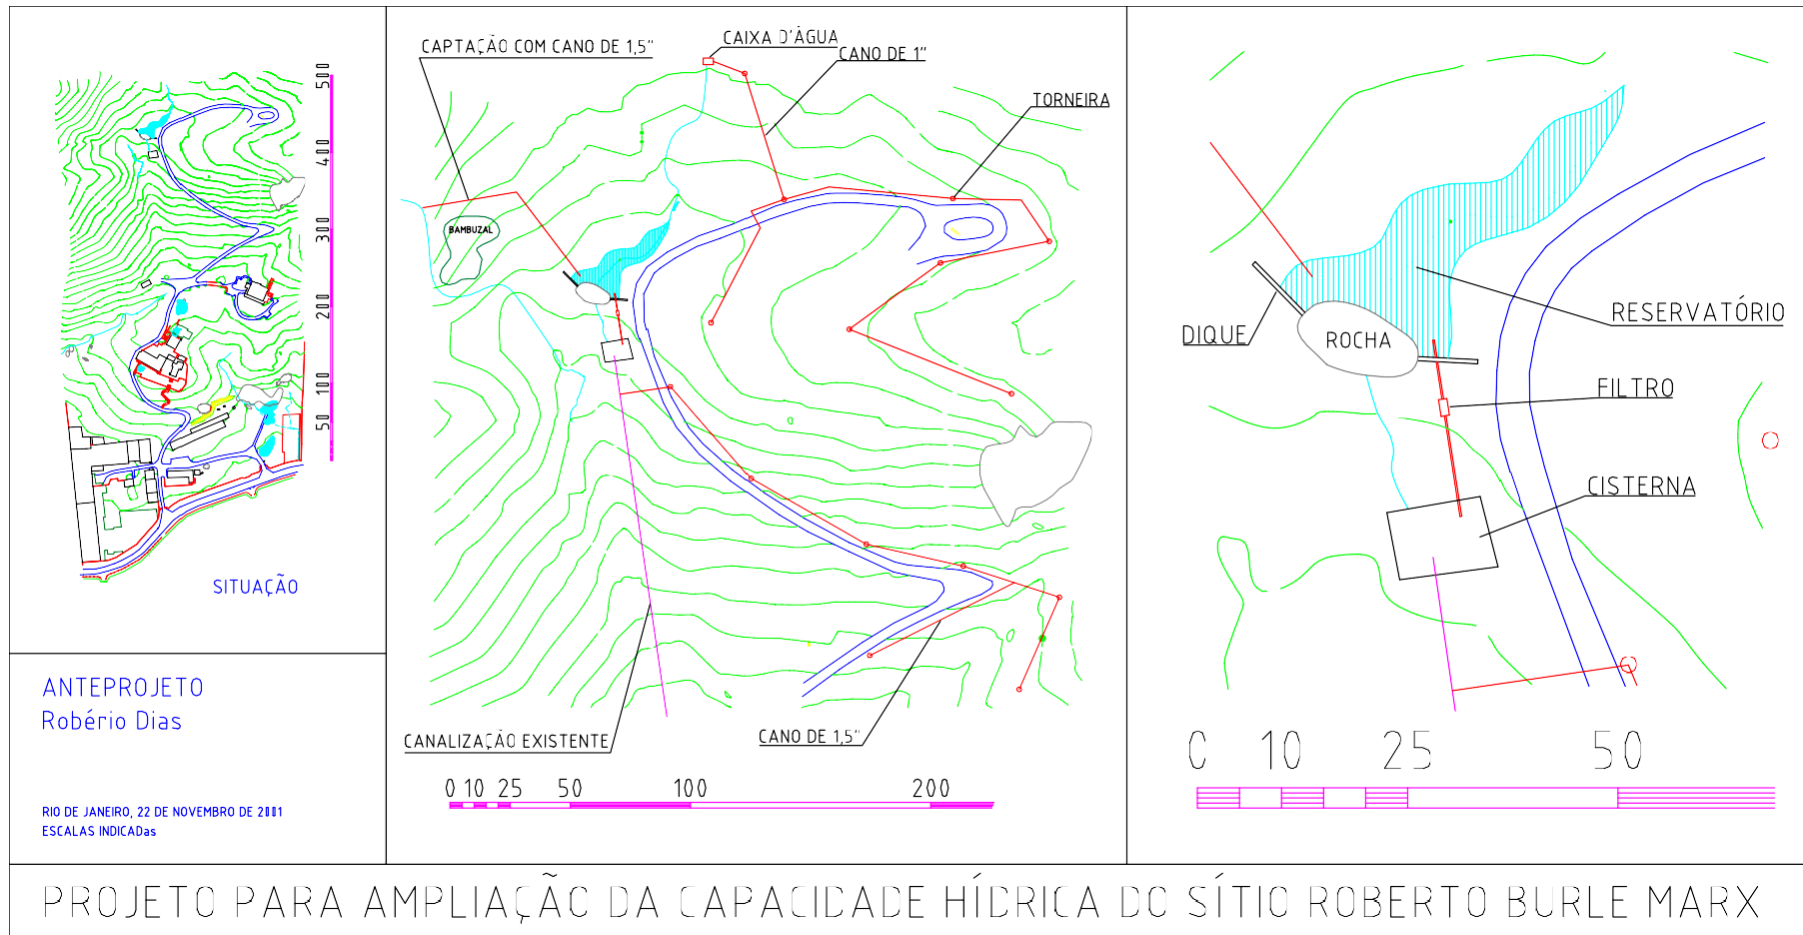 500
400
300
200
100
50
SITUAÇÃO
ANTEPROJETO
Robério Dias
RIO DE JANEIRO, 22 DE NOVEMBRO DE 2001
ESCALAS INDICADas
CAPTAÇÃO COM CANO DE 1,5"
CAIXA D'ÁGUA
CANO DE 1"
TORNEIRA
BAMBUZAL
CANALIZAÇÃO EXISTENTE
CANO DE 1,5"
0 10 25 50 100 200
RESERVATÓRIO
DIQUE
ROCHA
FILTRO
CISTERNA
0 10 25 50
PROJETO PARA AMPLIAÇÃO DA CAPACIDADE HÍDRICA DO SÍTIO ROBERTO BURLE MARX